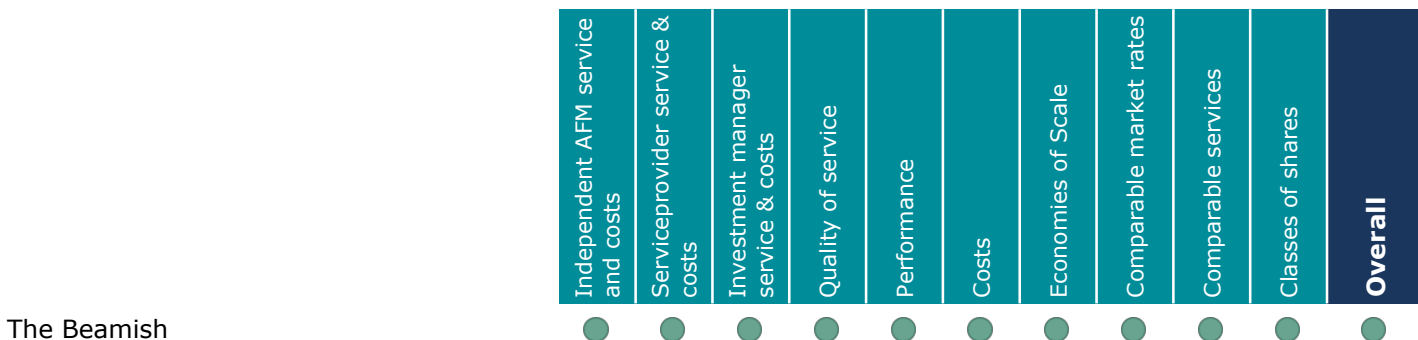 Independent AFM service
and costs
Serviceprovider service &
costs
Investment manager
service & costs
Quality of service
Performance
Costs
Economies of Scale
Comparable market rates
Comparable services
Classes of shares
Overall
The Beamish